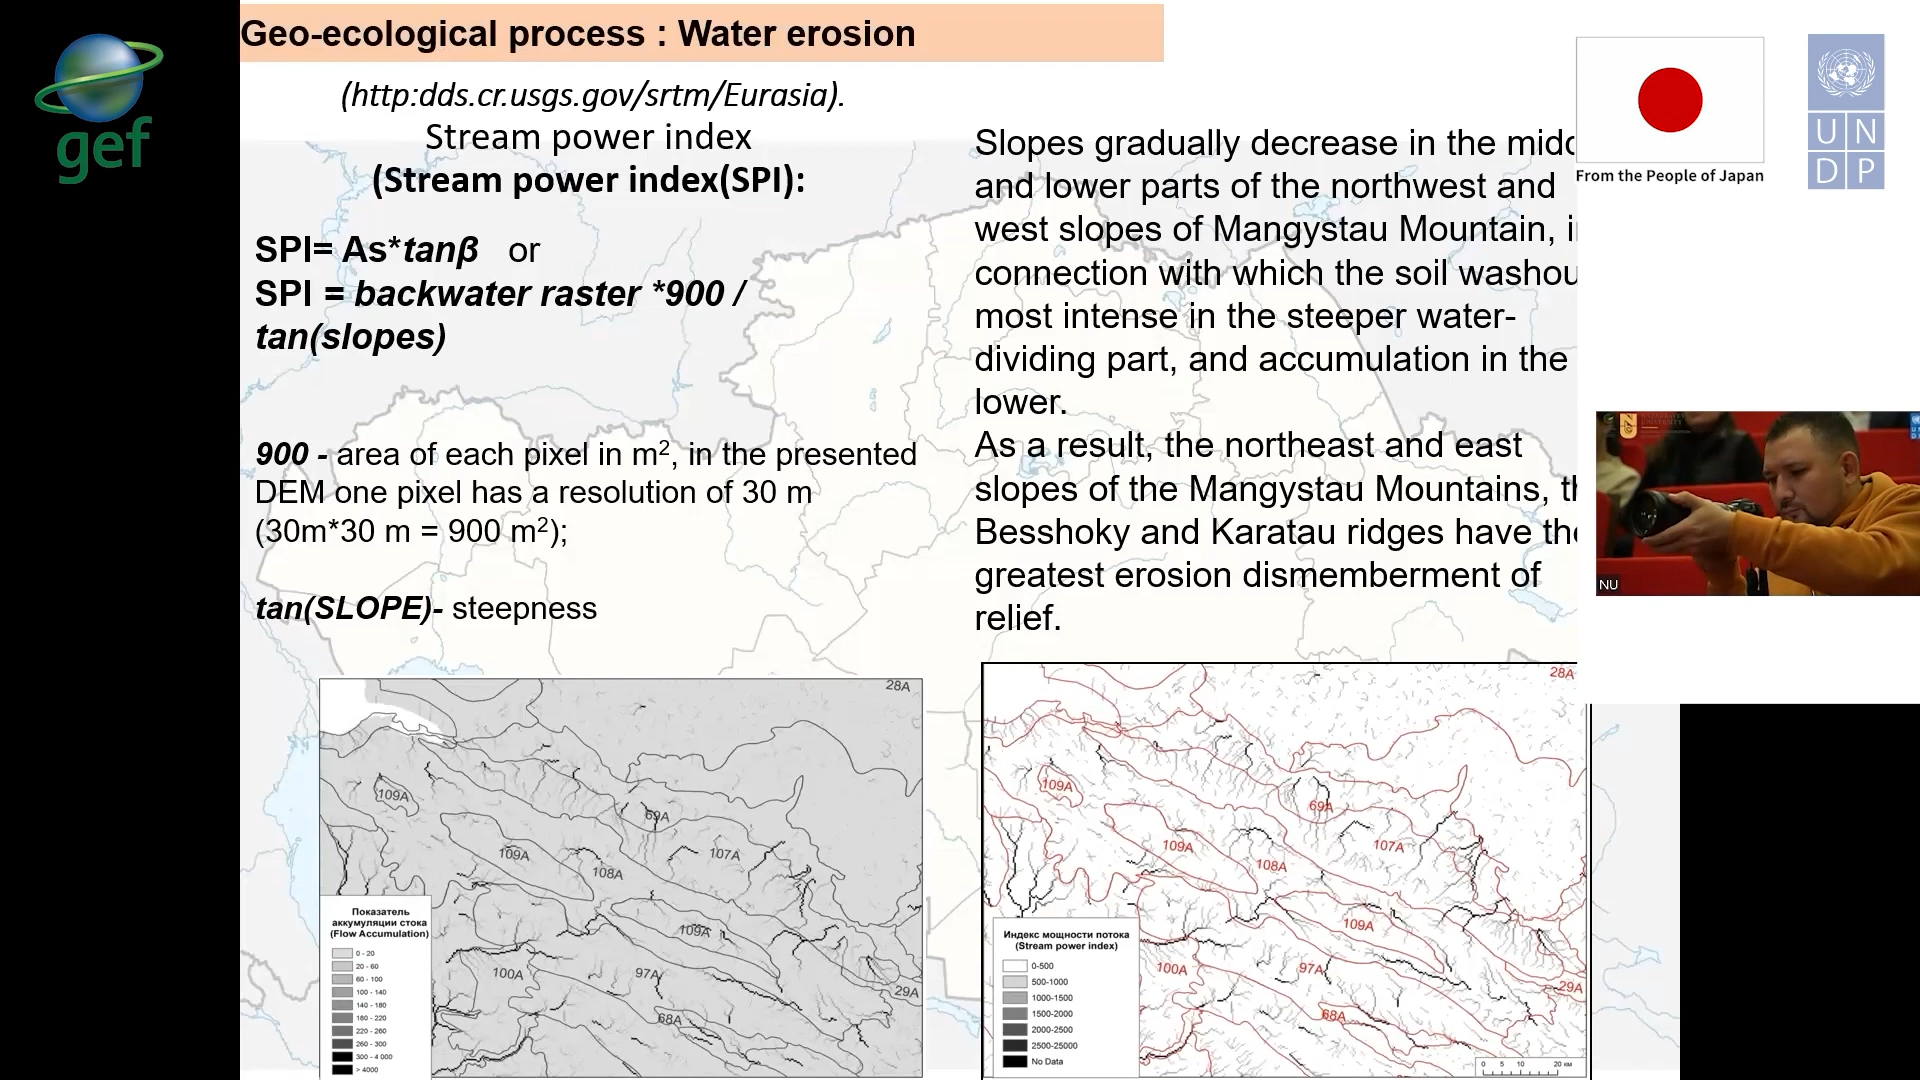 Geo-ecological process : Water erosion
gef
(http:dds.cr.usgs.gov/srtm/Eurasia).
Stream power index
(Stream power index(SPI):
SPI= As*tanβ or
SPI = backwater raster *900 /
tan(slopes)
900 - area of each pixel in m², in the presented
DEM one pixel has a resolution of 30 m
(30m*30 m = 900 m²);
tan(SLOPE)- steepness
Slopes gradually decrease in the
and lower parts of the northwest and
west slopes of Mangystau Mountain,
connection with which the soil
most intense in the steeper water-
dividing part, and accumulation in the
lower.
As a result, the northeast and east
slopes of the Mangystau Mountains,
Besshoky and Karatau ridges have the
greatest erosion dismemberment of
relief.
From the People of Japan
UN
DP
NU
28A
109A
69A
109A
107A
108A
109A
100A
97A
29A
68A
Показатель
аккумуляции стока
(Flow Accumulation)
0 - 20
20 - 60
60 - 100
100 - 140
140 - 180
180 - 220
220 - 260
260 - 300
300 - 4 000
> 4000
28A
109A
69A
109A
107A
108A
109A
100A
97A
29A
68A
Индекс мощности потока
(Stream power index)
0-500
500-1000
1000-1500
1500-2000
2000-2500
2500-25000
No Data
0 5 10 20 км